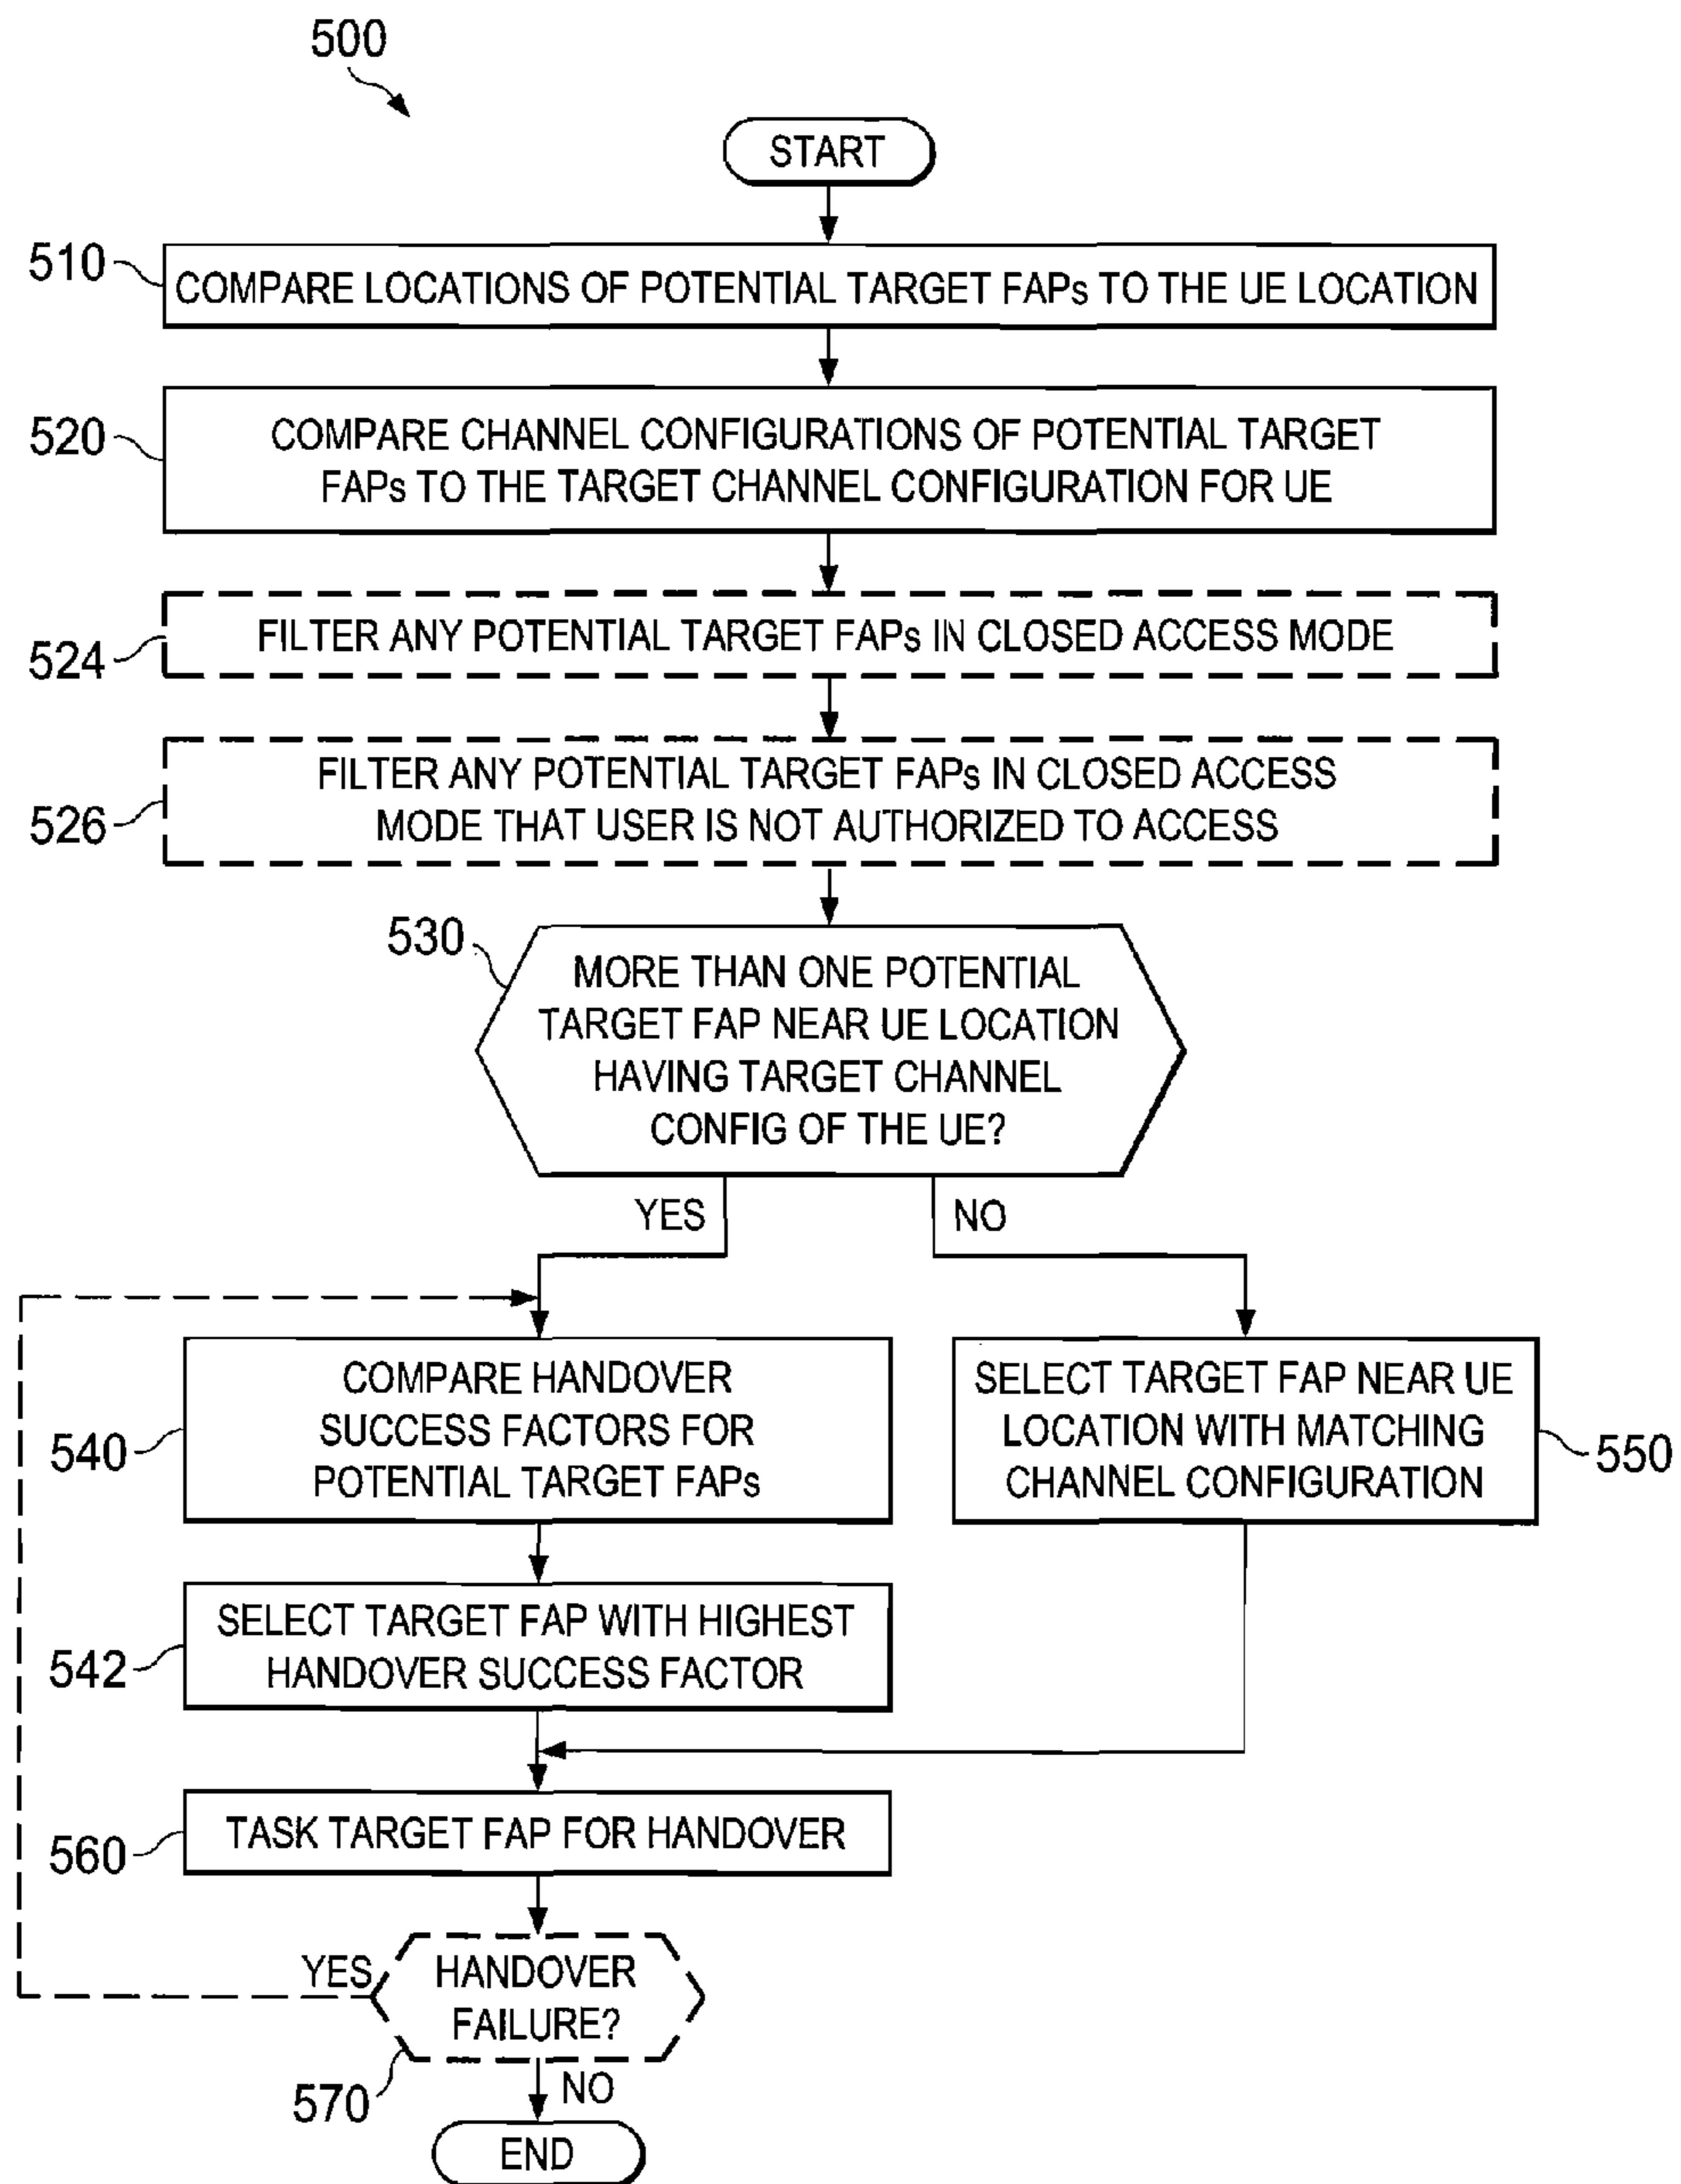 500
START
510
COMPARE LOCATIONS OF POTENTIAL TARGET FAPs TO THE UE LOCATION
520
COMPARE CHANNEL CONFIGURATIONS OF POTENTIAL TARGET
FAPs TO THE TARGET CHANNEL CONFIGURATION FOR UE
524
FILTER ANY POTENTIAL TARGET FAPs IN CLOSED ACCESS MODE
526
FILTER ANY POTENTIAL TARGET FAPs IN CLOSED ACCESS
MODE THAT USER IS NOT AUTHORIZED TO ACCESS
530
MORE THAN ONE POTENTIAL
TARGET FAP NEAR UE LOCATION
HAVING TARGET CHANNEL
CONFIG OF THE UE?
YES
NO
540
COMPARE HANDOVER
SUCCESS FACTORS FOR
POTENTIAL TARGET FAPs
SELECT TARGET FAP NEAR UE
LOCATION WITH MATCHING
CHANNEL CONFIGURATION
550
542
SELECT TARGET FAP WITH HIGHEST
HANDOVER SUCCESS FACTOR
560
TASK TARGET FAP FOR HANDOVER
YES
HANDOVER
FAILURE?
570
NO
END